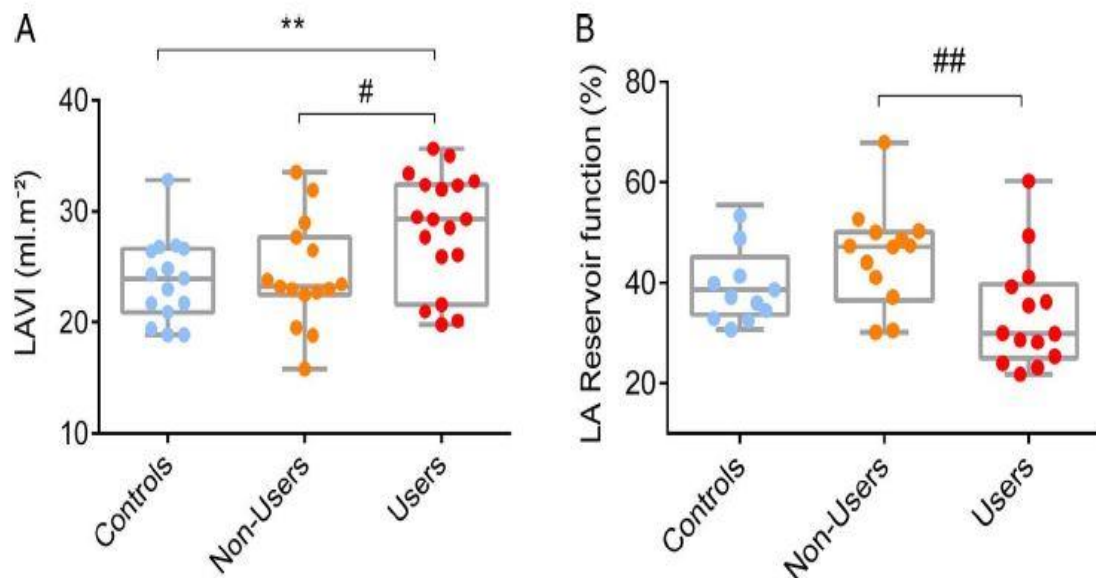 A
**
#
40
30
20
10
LAVI (ml.m⁻²)
Controls
Non-Users
Users
B
##
80
60
40
20
LA Reservoir function (%)
Controls
Non-Users
Users